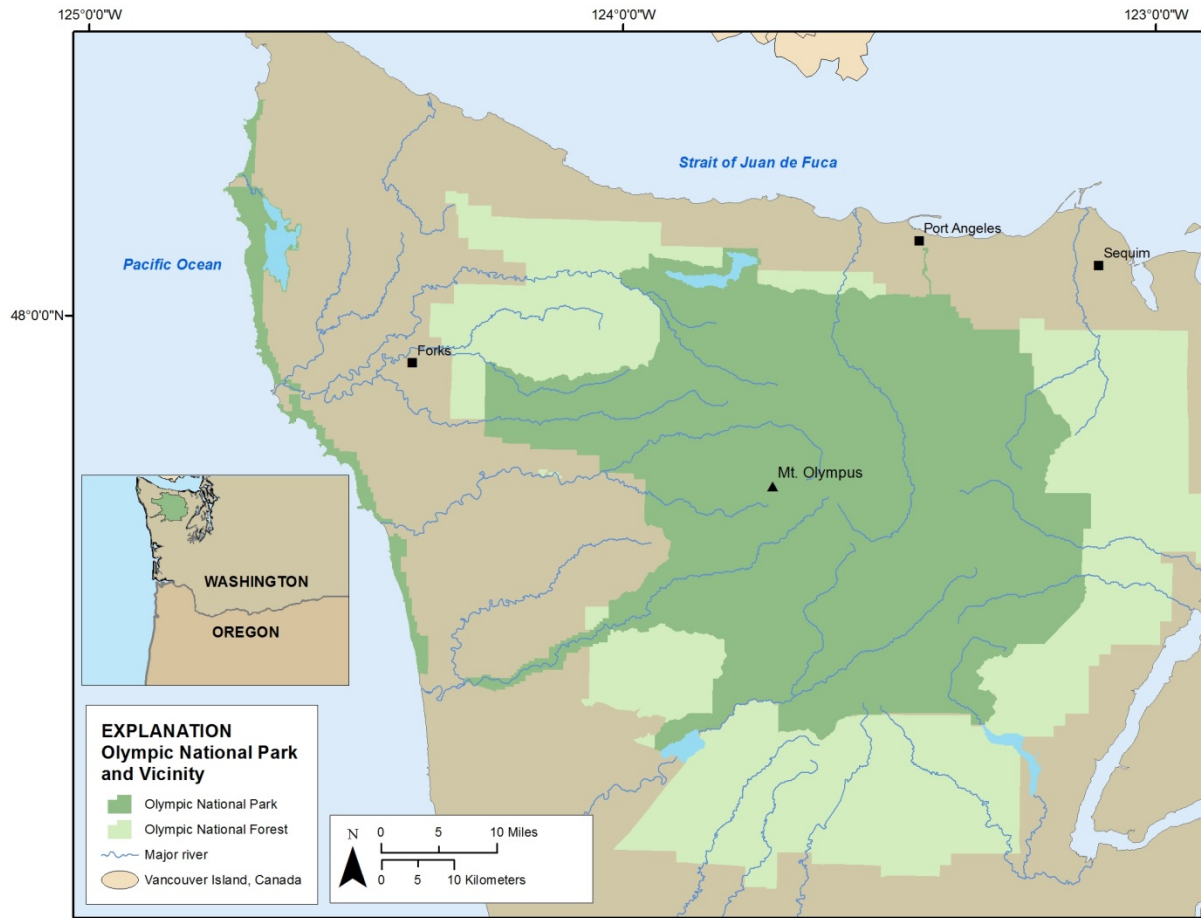 125°0'0"W
124°0'0"W
123°0'0"W
Strait of Juan de Fuca
Port Angeles
Sequim
Pacific Ocean
48°0'0"N
Forks
Mt. Olympus
WASHINGTON
OREGON
EXPLANATION
Olympic National Park
and Vicinity
Olympic National Park
Olympic National Forest
Major river
Vancouver Island, Canada
N
0 5 10 Miles
0 5 10 Kilometers